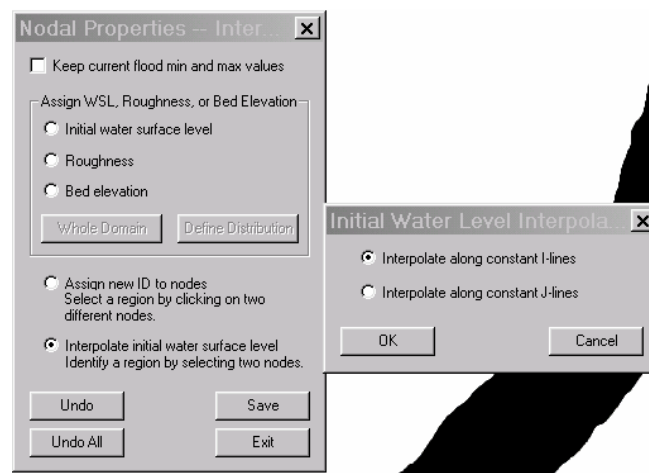 Nodal Properties -- Inter...
Keep current flood min and max values
Assign WSL, Roughness, or Bed Elevation
Initial water surface level
Roughness
Bed elevation
Whole Domain
Define Distribution
Assign new ID to nodes
Select a region by clicking on two
different nodes.
Interpolate initial water surface level
Identify a region by selecting two nodes.
Undo
Save
Undo All
Exit
Initial Water Level Interpola...
Interpolate along constant I-lines
Interpolate along constant J-lines
OK
Cancel